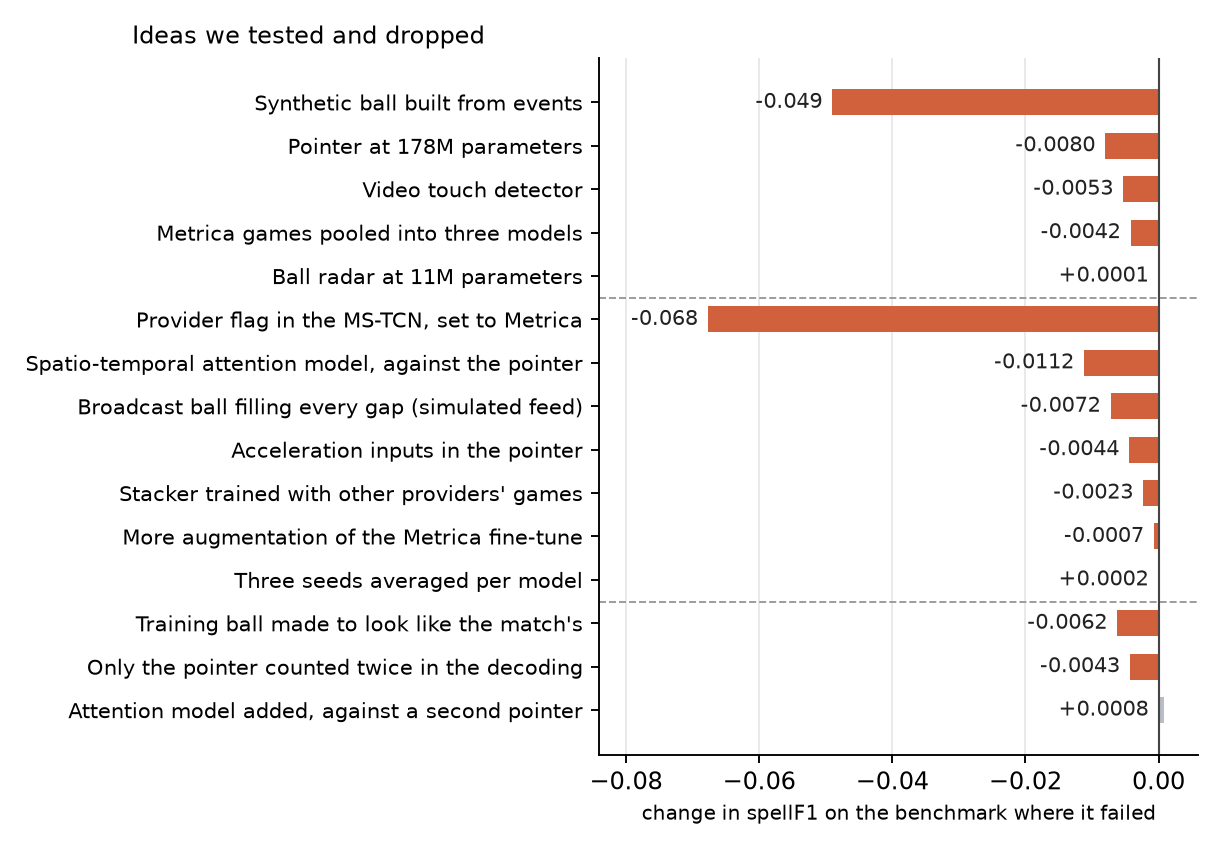 Ideas we tested and dropped
Synthetic ball built from events -0.049
Pointer at 178M parameters -0.0080
Video touch detector -0.0053
Metrica games pooled into three models -0.0042
Ball radar at 11M parameters +0.0001
Provider flag in the MS-TCN, set to Metrica -0.068
Spatio-temporal attention model, against the pointer -0.0112
Broadcast ball filling every gap (simulated feed) -0.0072
Acceleration inputs in the pointer -0.0044
Stacker trained with other providers' games -0.0023
More augmentation of the Metrica fine-tune -0.0007
Three seeds averaged per model +0.0002
Training ball made to look like the match's -0.0062
Only the pointer counted twice in the decoding -0.0043
Attention model added, against a second pointer +0.0008
−0.08 −0.06 −0.04 −0.02 0.00
change in spellF1 on the benchmark where it failed